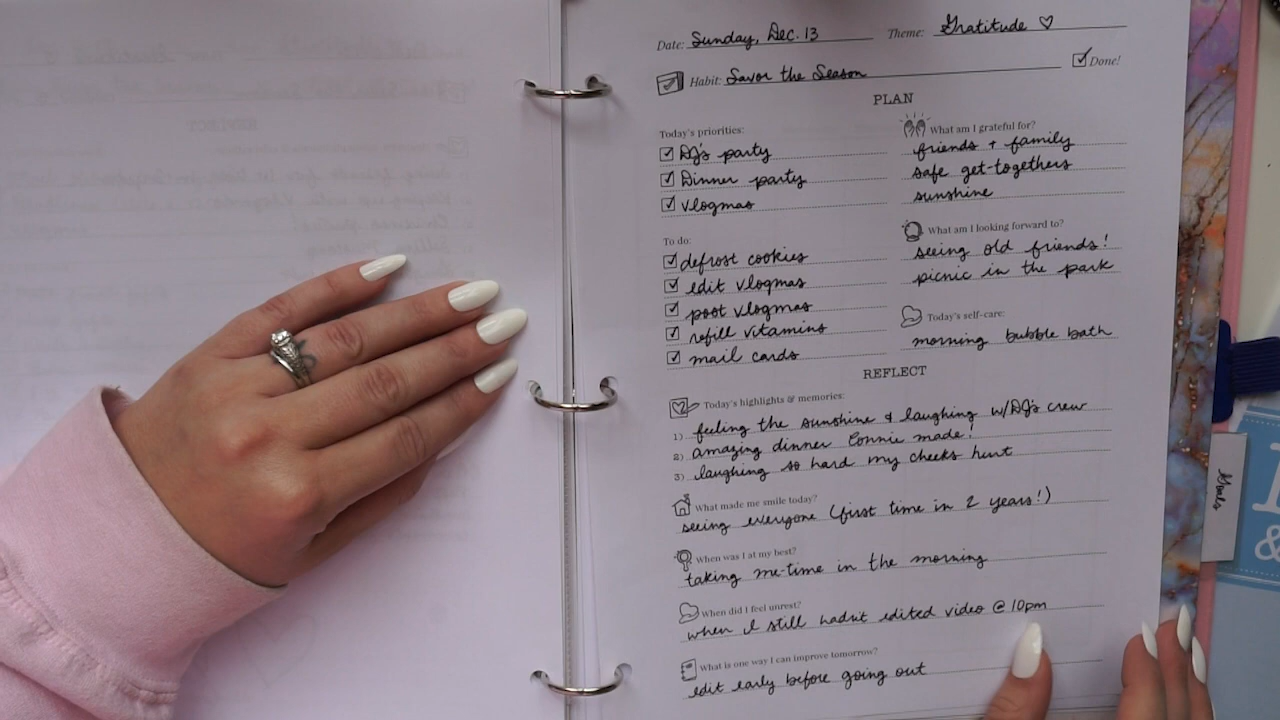 Date: Sunday, Dec. 13 Theme: Gratitude ♡
Habit: Savor the Season ☑ Done!
PLAN
Today's priorities:
☑ DJ's party
☑ Dinner party
☑ vlogmas
To do:
☑ defrost cookies
☑ edit vlogmas
☑ post vlogmas
☑ refill vitamins
☑ mail cards
What am I grateful for?
friends + family
safe get-togethers
sunshine
What am I looking forward to?
seeing old friends!
picnic in the park
Today's self-care:
morning bubble bath
REFLECT
Today's highlights & memories:
1) feeling the sunshine & laughing w/DJ's crew
2) amazing dinner Connie made!
3) laughing so hard my cheeks hurt
What made me smile today?
seeing everyone (first time in 2 years!)
When was I at my best?
taking me-time in the morning
When did I feel unrest?
when I still hadn't edited video @ 10pm
What is one way I can improve tomorrow?
edit early before going out
Goals
&